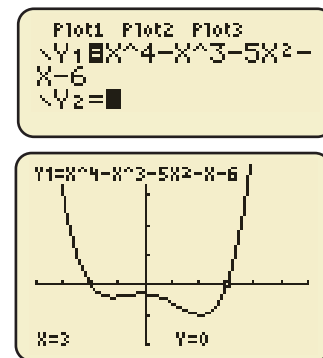 Plot1 Plot2 Plot3
\Y1=X^4-X^3-5X²-
X-6
\Y2=
Y1=X^4-X^3-5X2-X-6
X=3 Y=0